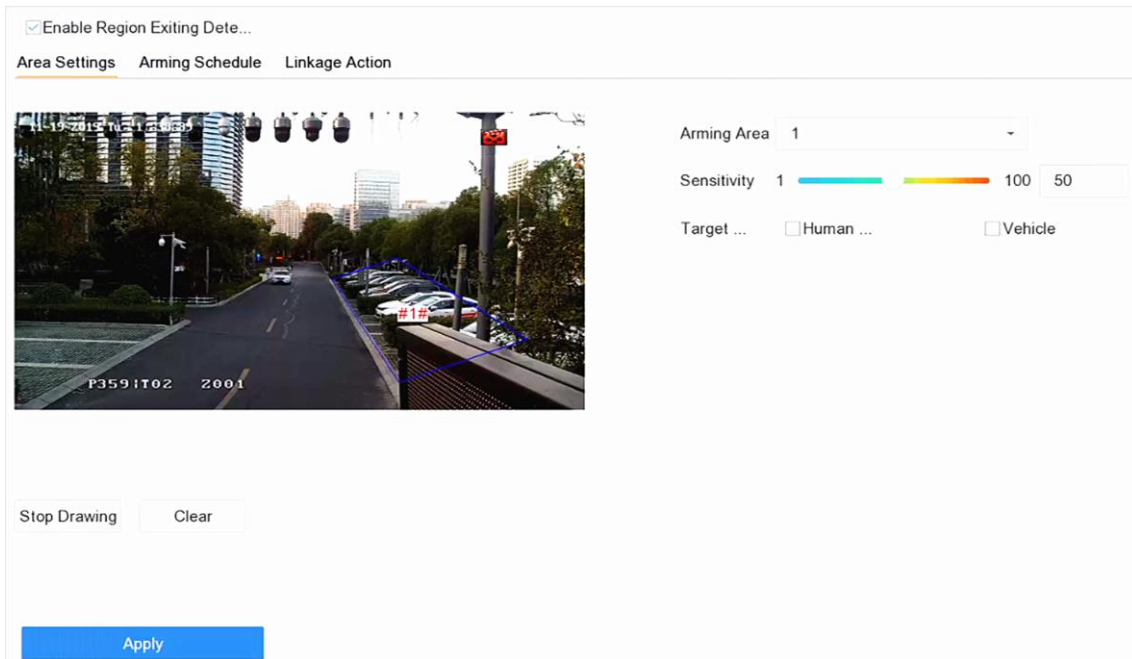 Enable Region Exiting Dete...
Area Settings Arming Schedule Linkage Action
Arming Area 1
Sensitivity 1 100 50
Target ... Human ... Vehicle
#1#
P359 T02 2001
Stop Drawing Clear
Apply